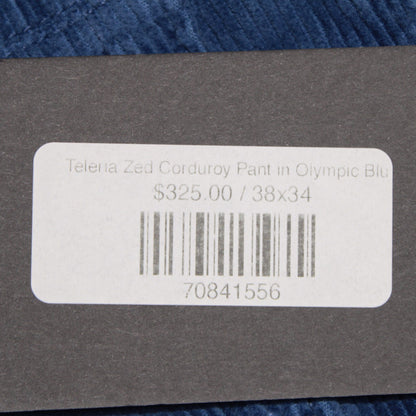 Teleria Zed Corduroy Pant in Olympic Blu
$325.00 / 38x34
70841556